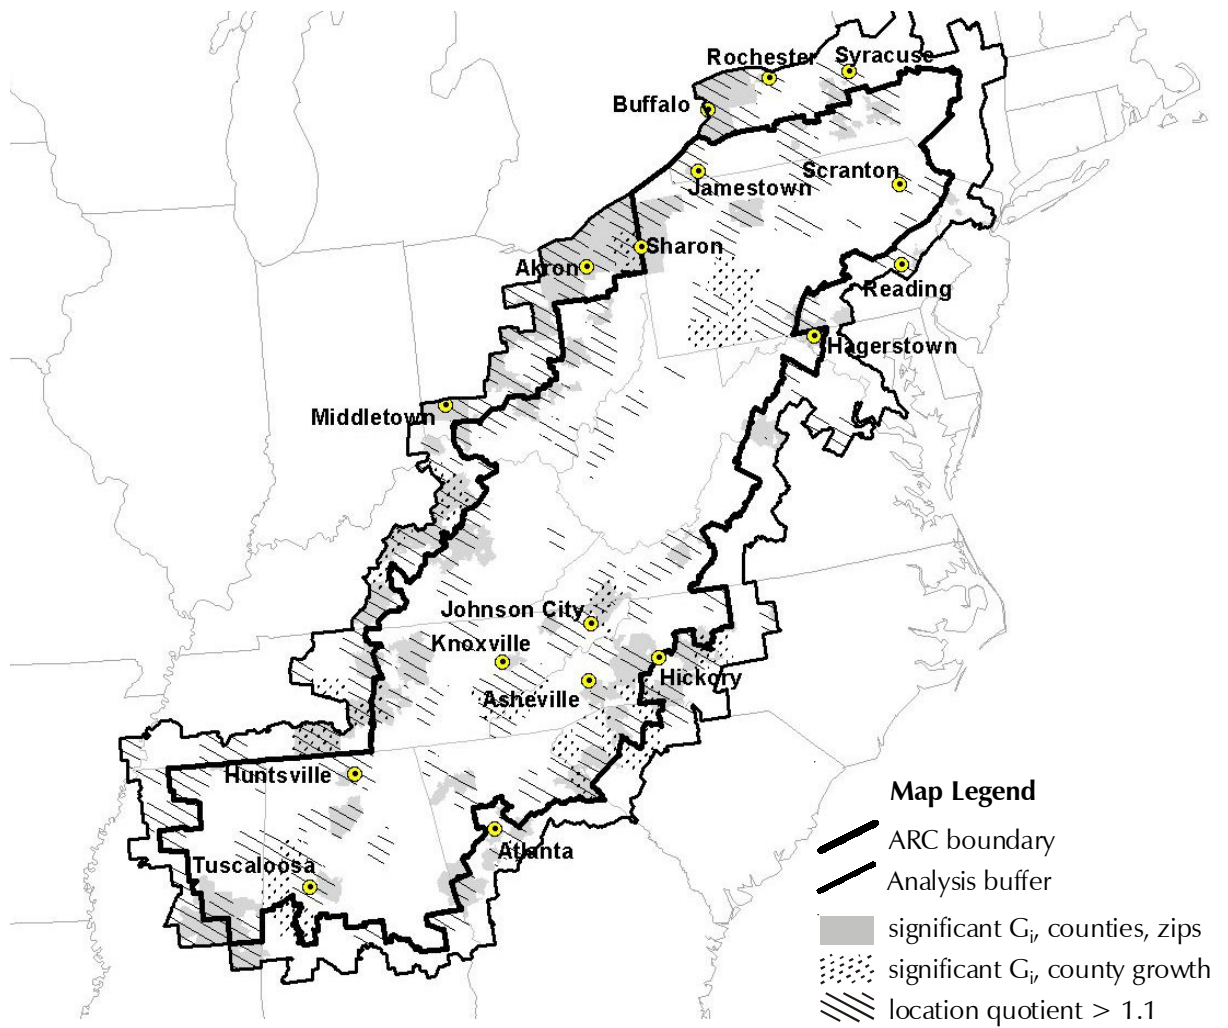 Rochester
Syracuse
Buffalo
Scranton
Jamestown
Sharon
Akron
Reading
Hagerstown
Middletown
Johnson City
Knoxville
Hickory
Asheville
Huntsville
Atlanta
Tuscaloosa
Map Legend
ARC boundary
Analysis buffer
significant Gi, counties, zips
significant Gi, county growth
location quotient > 1.1